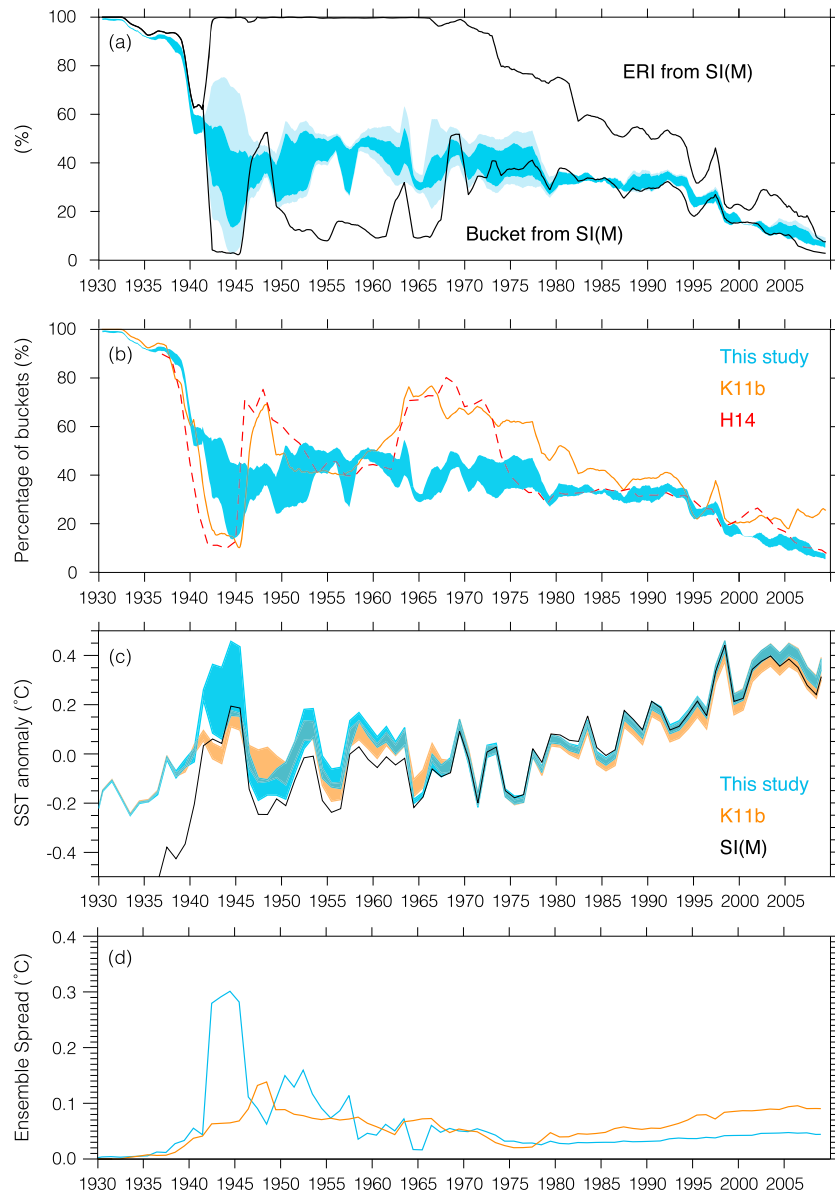 100
(a)
80
ERI from SI(M)
60
(%)
40
20
Bucket from SI(M)
0
1930 1935 1940 1945 1950 1955 1960 1965 1970 1975 1980 1985 1990 1995 2000 2005
100
(b)
This study
80
K11b
H14
60
Percentage of buckets (%)
40
20
0
1930 1935 1940 1945 1950 1955 1960 1965 1970 1975 1980 1985 1990 1995 2000 2005
0.4
(c)
0.2
SST anomaly (°C)
0.0
This study
-0.2
K11b
SI(M)
-0.4
1930 1935 1940 1945 1950 1955 1960 1965 1970 1975 1980 1985 1990 1995 2000 2005
0.4
(d)
0.3
Ensemble Spread (°C)
0.2
0.1
0.0
1930 1935 1940 1945 1950 1955 1960 1965 1970 1975 1980 1985 1990 1995 2000 2005